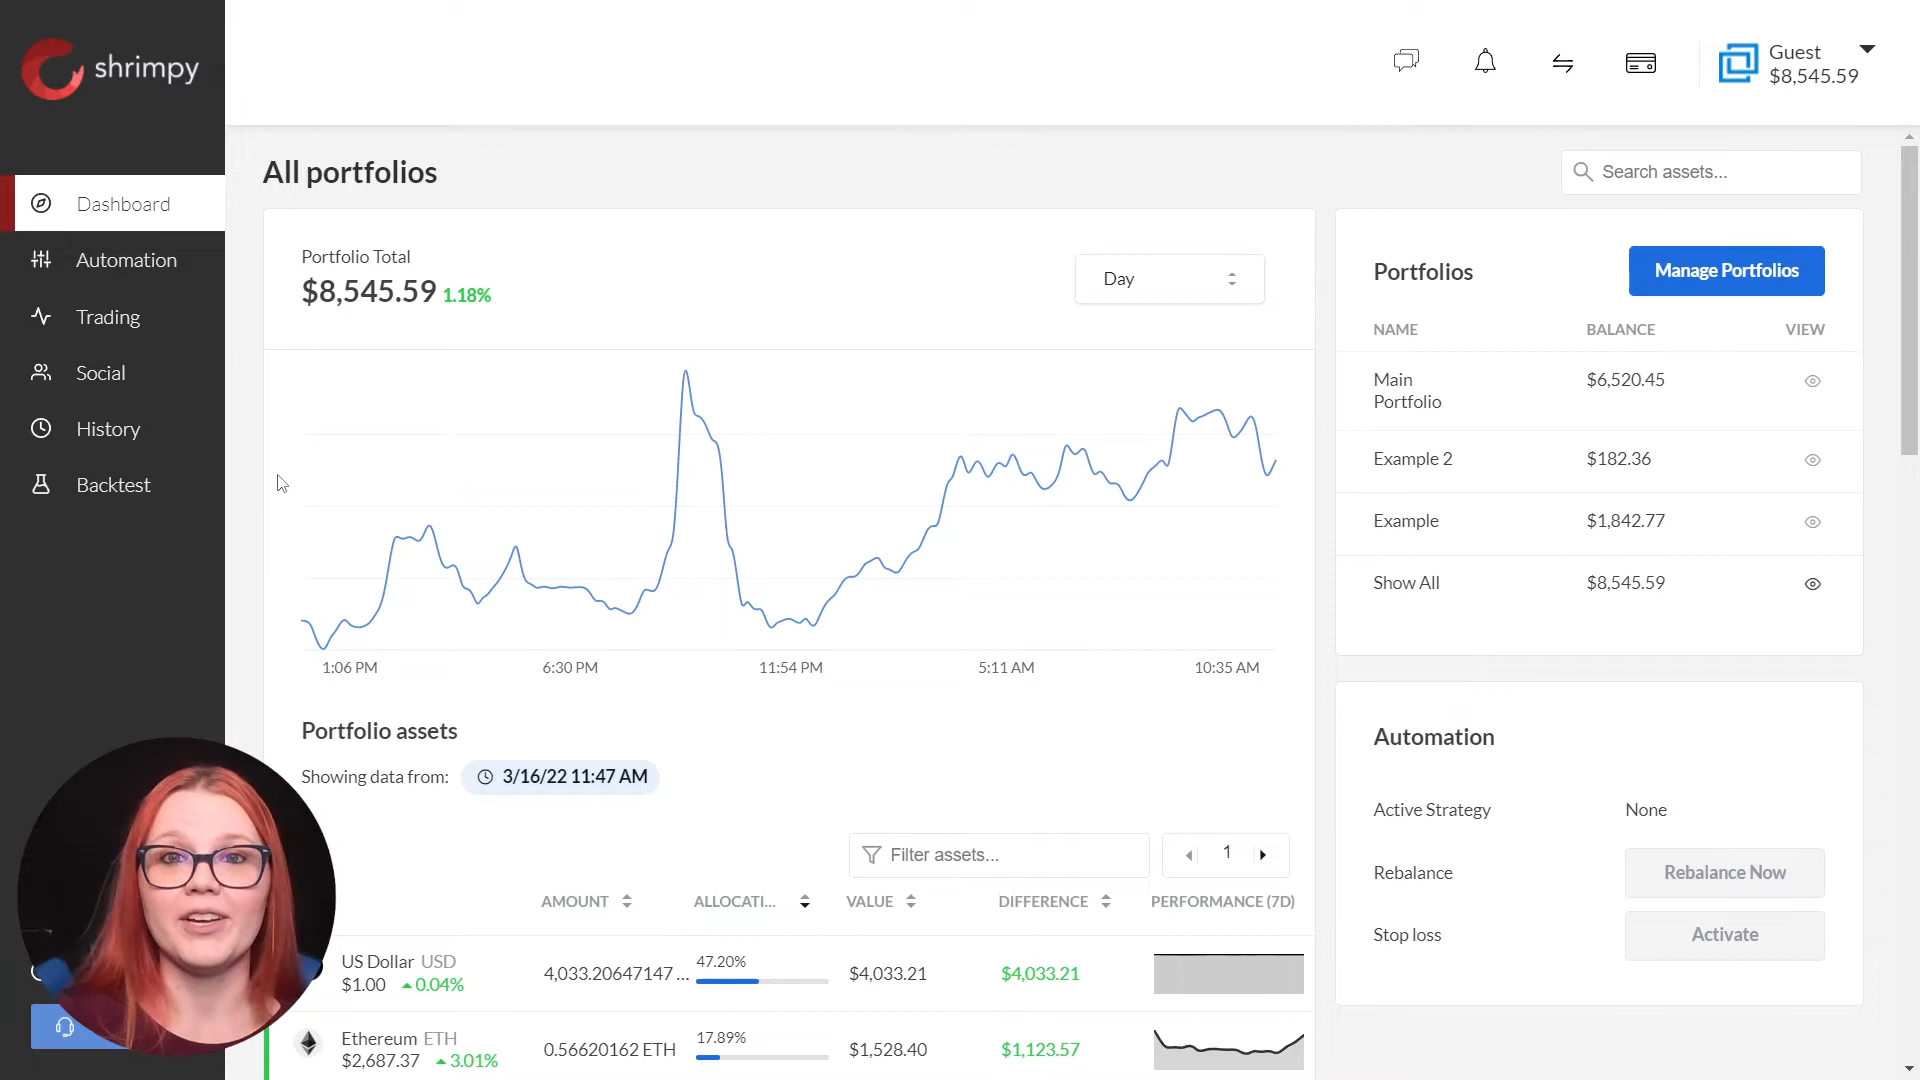 shrimpy
Guest
$8,545.59
Dashboard
Automation
Trading
Social
History
Backtest
All portfolios
Search assets...
Portfolio Total
$8,545.59 1.18%
Day
1:06 PM 6:30 PM 11:54 PM 5:11 AM 10:35 AM
Portfolio assets
Showing data from: 3/16/22 11:47 AM
Filter assets...
1
AMOUNT ALLOCATI... VALUE DIFFERENCE PERFORMANCE (7D)
US Dollar USD
$1.00 0.04%
4,033.20647147 ...
47.20%
$4,033.21
$4,033.21
Ethereum ETH
$2,687.37 3.01%
0.56620162 ETH
17.89%
$1,528.40
$1,123.57
Portfolios
Manage Portfolios
NAME BALANCE VIEW
Main
Portfolio
$6,520.45
Example 2 $182.36
Example $1,842.77
Show All $8,545.59
Automation
Active Strategy None
Rebalance Rebalance Now
Stop loss Activate